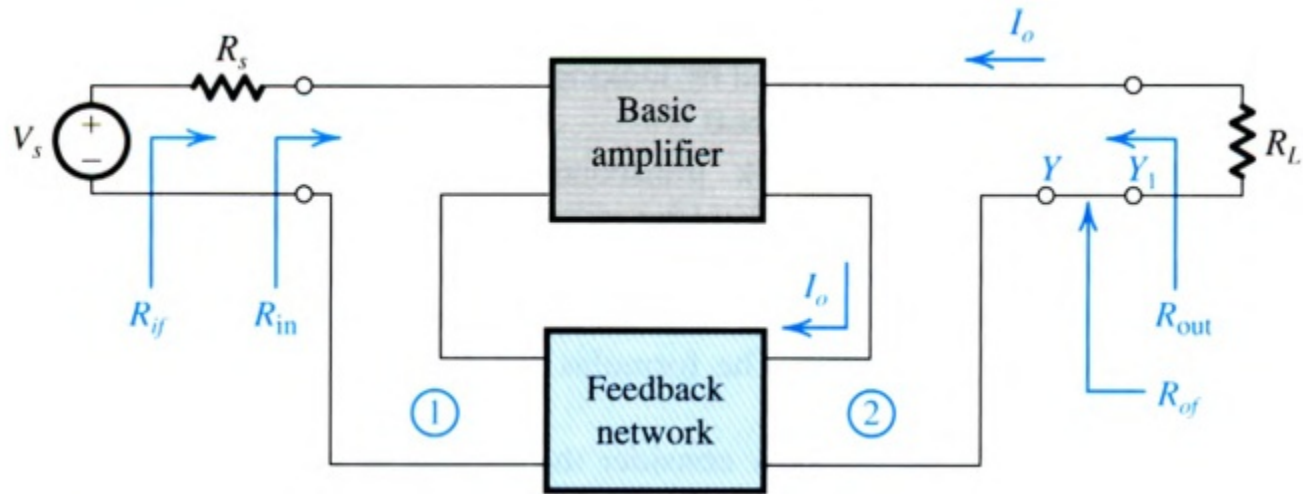 I_o
R_s
Basic
amplifier
V_s
+
−
R_L
Y
Y_1
R_if
R_in
I_o
R_out
Feedback
network
1
2
R_of